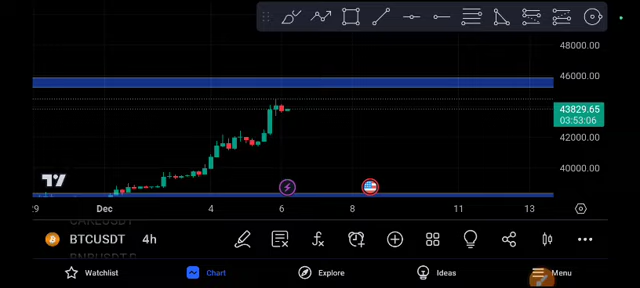 48000.00
46000.00
43829.65
03:53:06
42000.00
40000.00
29 Dec 4 6 8 11 13
BTCUSDT 4h
Watchlist Chart Explore Ideas Menu